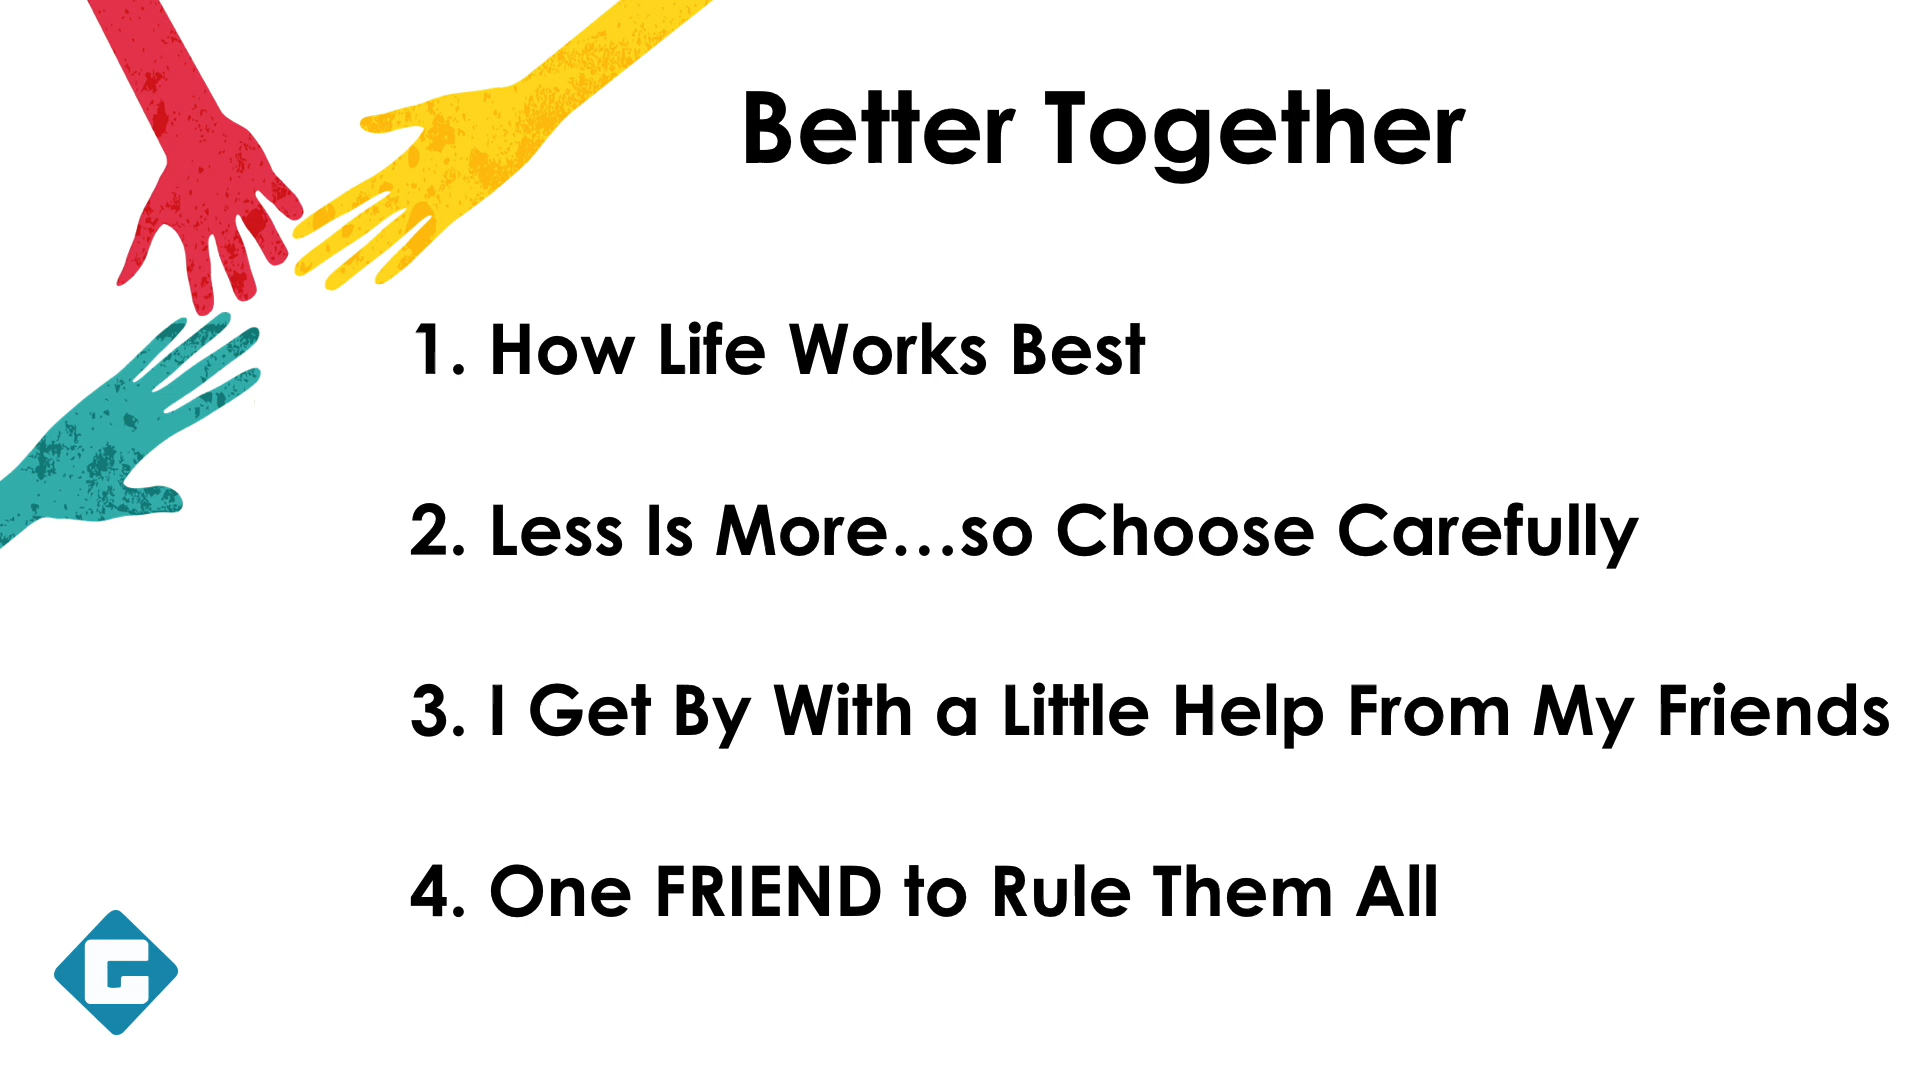 Better Together
1. How Life Works Best
2. Less Is More…so Choose Carefully
3. I Get By With a Little Help From My Friends
4. One FRIEND to Rule Them All
G